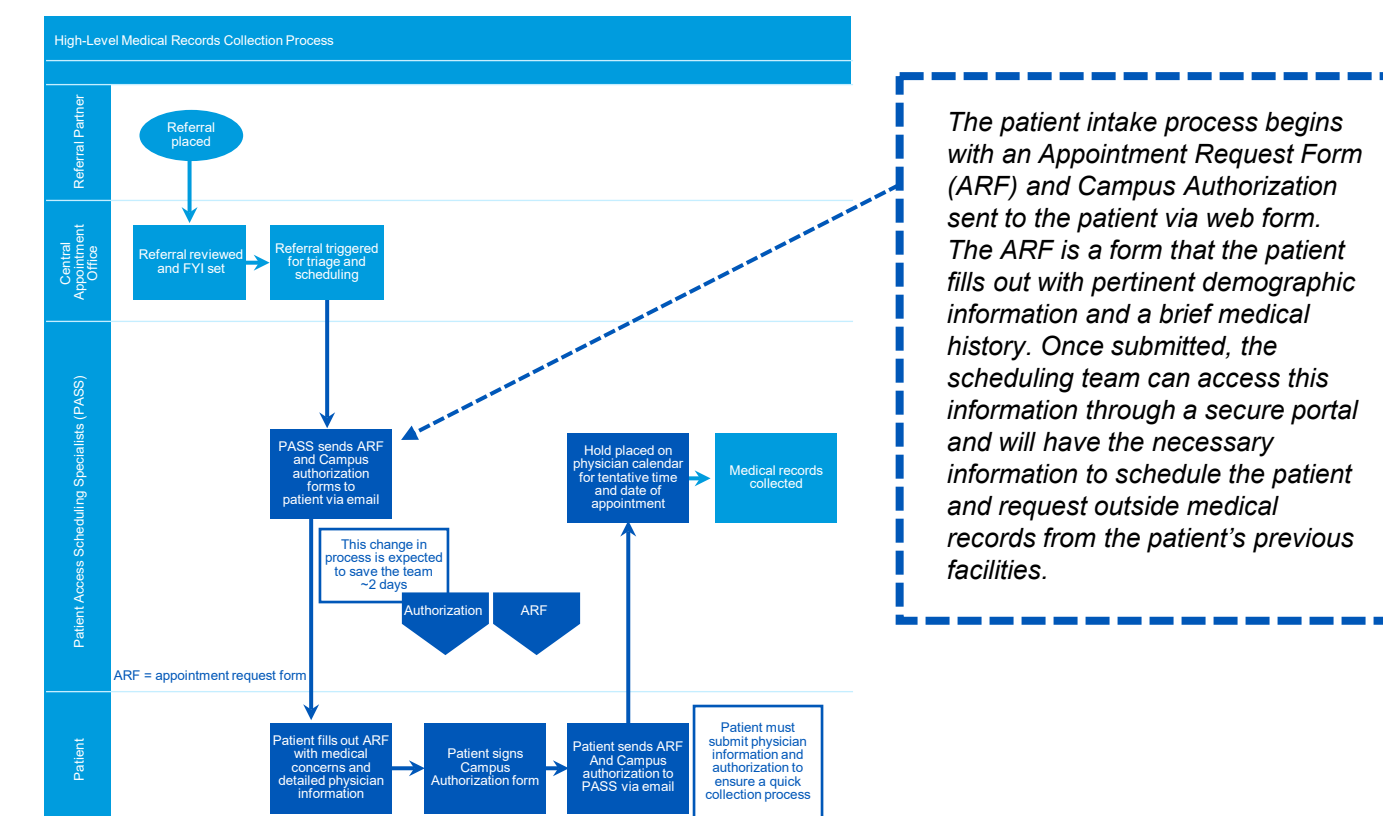 High-Level Medical Records Collection Process
Referral Partner
Referral
placed
Central
Appointment
Office
Referral reviewed
and FYI set
Referral triggered
for triage and
scheduling
Patient Access Scheduling Specialists (PASS)
PASS sends ARF
and Campus
authorization
forms to
patient via email
Hold placed on
physician calendar
for tentative time
and date of
appointment
Medical records
collected
This change in
process is expected
to save the team
~2 days
Authorization
ARF
ARF = appointment request form
Patient
Patient fills out ARF
with medical
concerns and
detailed physician
information
Patient signs
Campus
Authorization form
Patient sends ARF
And Campus
authorization to
PASS via email
Patient must
submit physician
information and
authorization to
ensure a quick
collection process
The patient intake process begins
with an Appointment Request Form
(ARF) and Campus Authorization
sent to the patient via web form.
The ARF is a form that the patient
fills out with pertinent demographic
information and a brief medical
history. Once submitted, the
scheduling team can access this
information through a secure portal
and will have the necessary
information to schedule the patient
and request outside medical
records from the patient's previous
facilities.